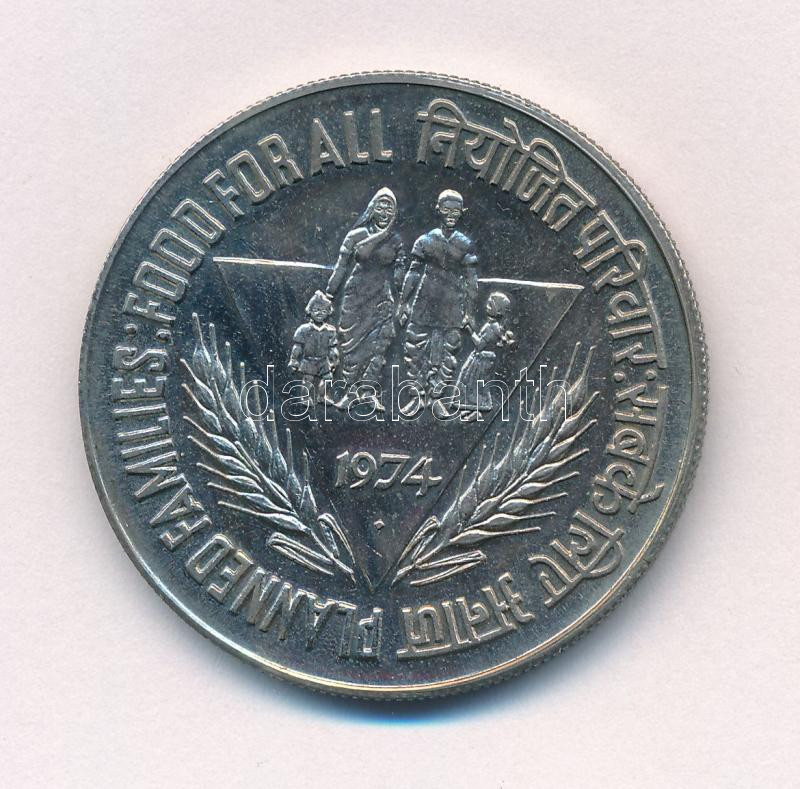 PLANNED FAMILIES: FOOD FOR ALL
नियोजित परिवार: सबके लिए अनाज
1974
darabanth